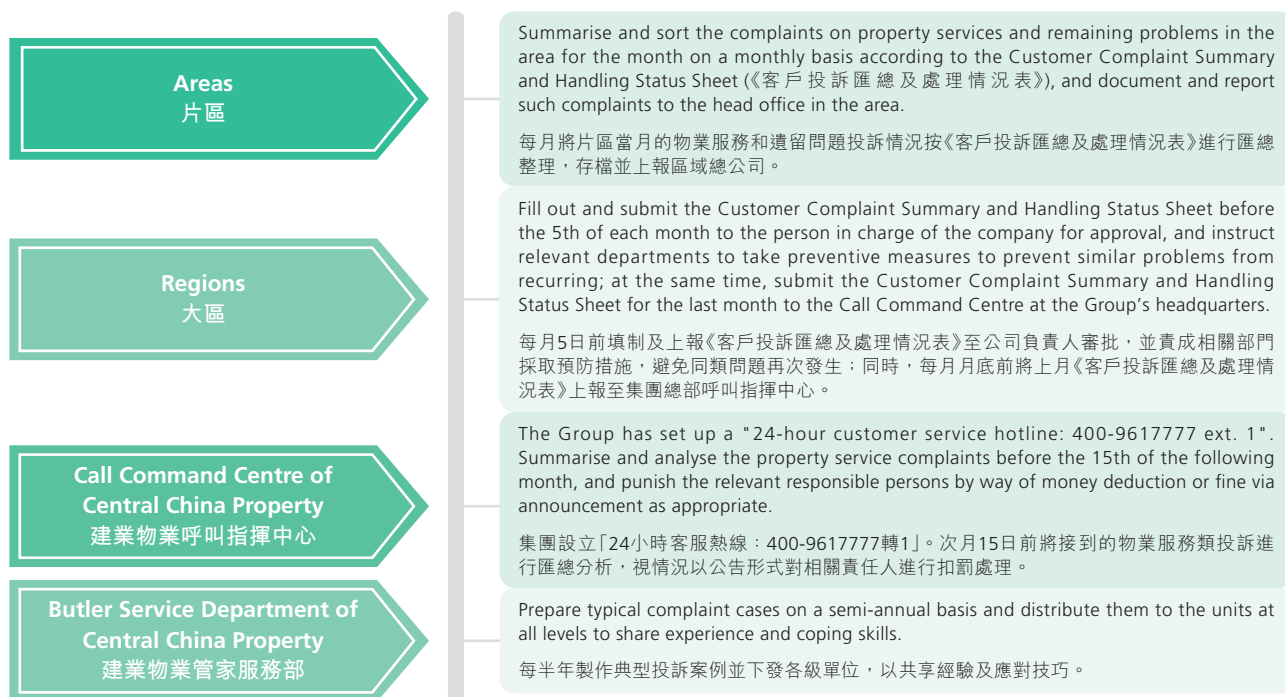 Areas
片區
Summarise and sort the complaints on property services and remaining problems in the
area for the month on a monthly basis according to the Customer Complaint Summary
and Handling Status Sheet (《客戶投訴匯總及處理情況表》), and document and report
such complaints to the head office in the area.
每月將片區當月的物業服務和遺留問題投訴情況按《客戶投訴匯總及處理情況表》進行匯總
整理，存檔並上報區域總公司。
Regions
大區
Fill out and submit the Customer Complaint Summary and Handling Status Sheet before
the 5th of each month to the person in charge of the company for approval, and instruct
relevant departments to take preventive measures to prevent similar problems from
recurring; at the same time, submit the Customer Complaint Summary and Handling
Status Sheet for the last month to the Call Command Centre at the Group's headquarters.
每月5日前填制及上報《客戶投訴匯總及處理情況表》至公司負責人審批，並責成相關部門
採取預防措施，避免同類問題再次發生；同時，每月月底前將上月《客戶投訴匯總及處理情
況表》上報至集團總部呼叫指揮中心。
Call Command Centre of
Central China Property
建業物業呼叫指揮中心
The Group has set up a "24-hour customer service hotline: 400-9617777 ext. 1".
Summarise and analyse the property service complaints before the 15th of the following
month, and punish the relevant responsible persons by way of money deduction or fine via
announcement as appropriate.
集團設立「24小時客服熱線：400-9617777轉1」。次月15日前將接到的物業服務類投訴進
行匯總分析，視情況以公告形式對相關責任人進行扣罰處理。
Butler Service Department of
Central China Property
建業物業管家服務部
Prepare typical complaint cases on a semi-annual basis and distribute them to the units at
all levels to share experience and coping skills.
每半年製作典型投訴案例並下發各級單位，以共享經驗及應對技巧。